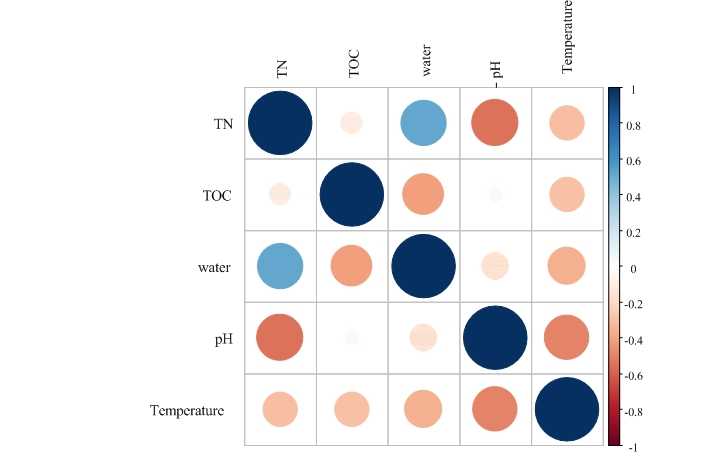 TN
TOC
water
pH
Temperature
TN
TOC
water
pH
Temperature
1
0.8
0.6
0.4
0.2
0
-0.2
-0.4
-0.6
-0.8
-1